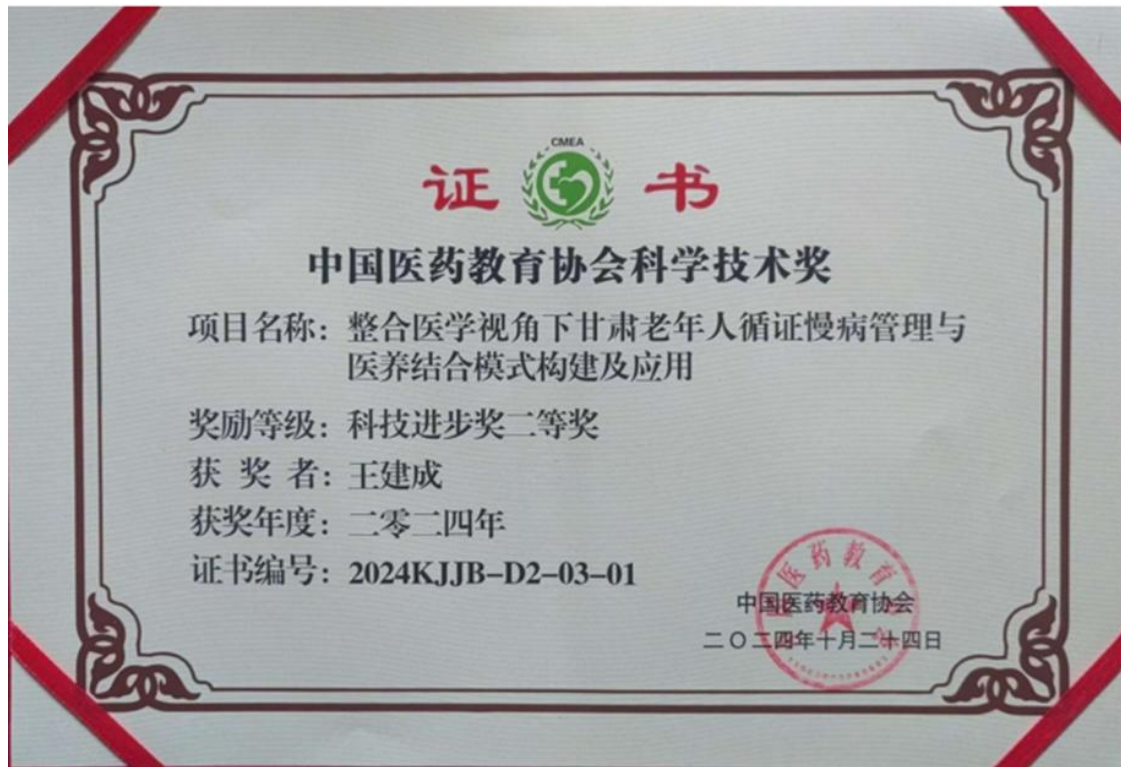 CMEA
证 书
中国医药教育协会科学技术奖
项目名称：整合医学视角下甘肃老年人循证慢病管理与
医养结合模式构建及应用
奖励等级：科技进步奖二等奖
获 奖 者：王建成
获奖年度：二零二四年
证书编号：2024KJJB-D2-03-01
中国医药教育协会
二〇二四年十月二十四日